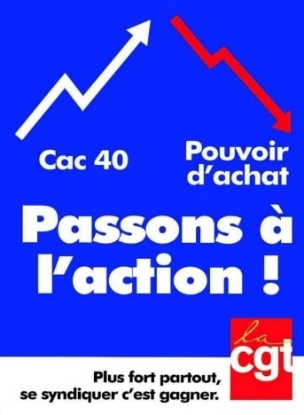 Cac 40
Pouvoir
d'achat
Passons à
l'action !
la
cgt
Plus fort partout,
se syndiquer c'est gagner.